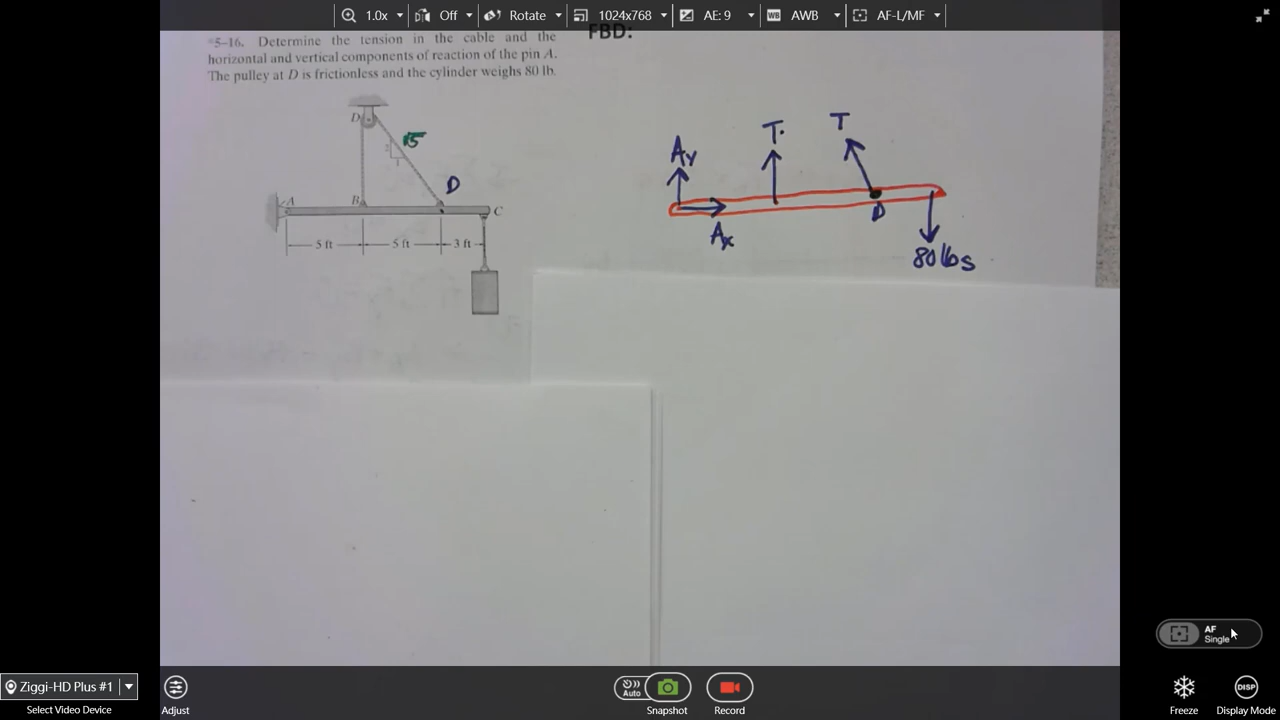 1.0x Off Rotate 1024x768 AE: 9 AWB AF-L/MF
*5–16. Determine the tension in the cable and the
horizontal and vertical components of reaction of the pin A.
The pulley at D is frictionless and the cylinder weighs 80 lb.
FBD:
D
√5
2
1
D
A
B
C
5 ft
5 ft
3 ft
Ay
T
T
Ax
D
80 lbs
AF
Single
Ziggi-HD Plus #1
Select Video Device
Adjust
Auto
Snapshot
Record
Freeze
DISP
Display Mode